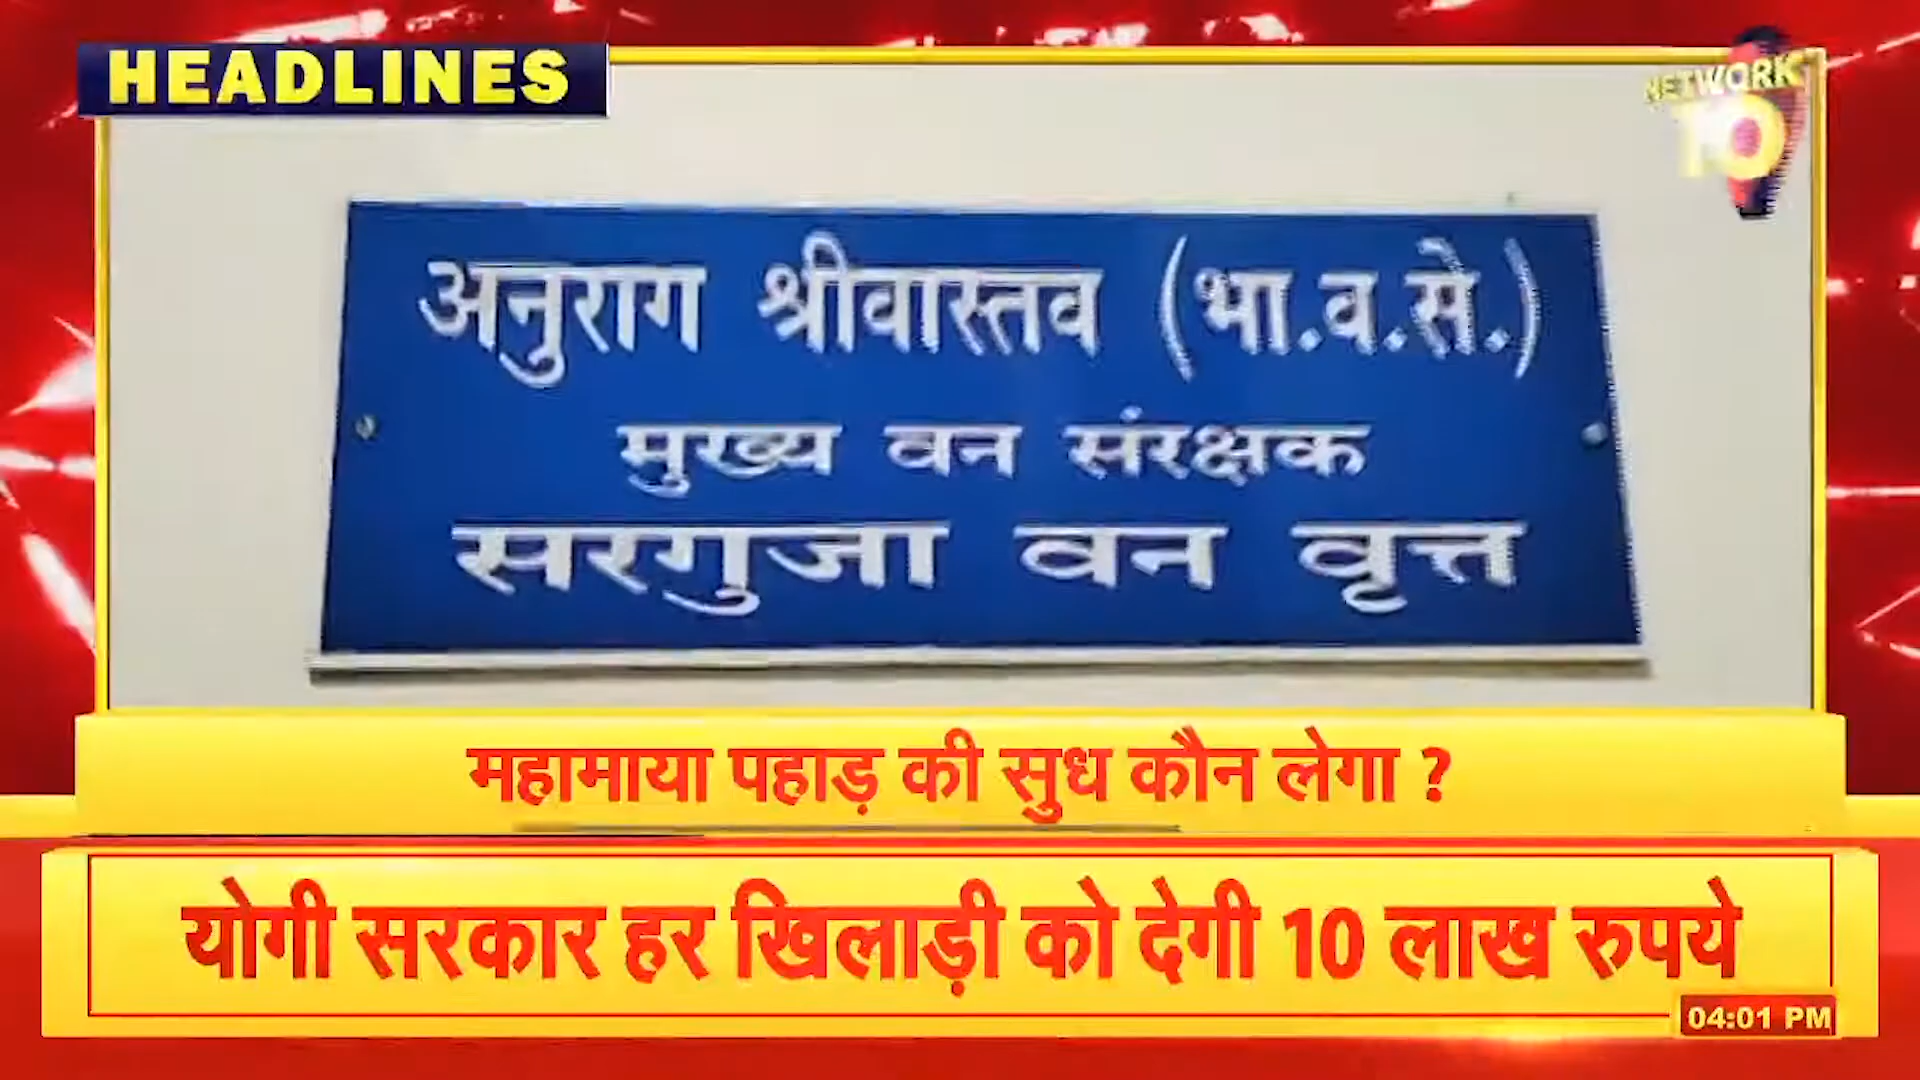 HEADLINES
NETWORK
10
अनुराग श्रीवास्तव (भा.व.से.)
मुख्य वन संरक्षक
सरगुजा वन वृत्त
महामाया पहाड़ की सुध कौन लेगा ?
योगी सरकार हर खिलाड़ी को देगी 10 लाख रुपये
04:01 PM